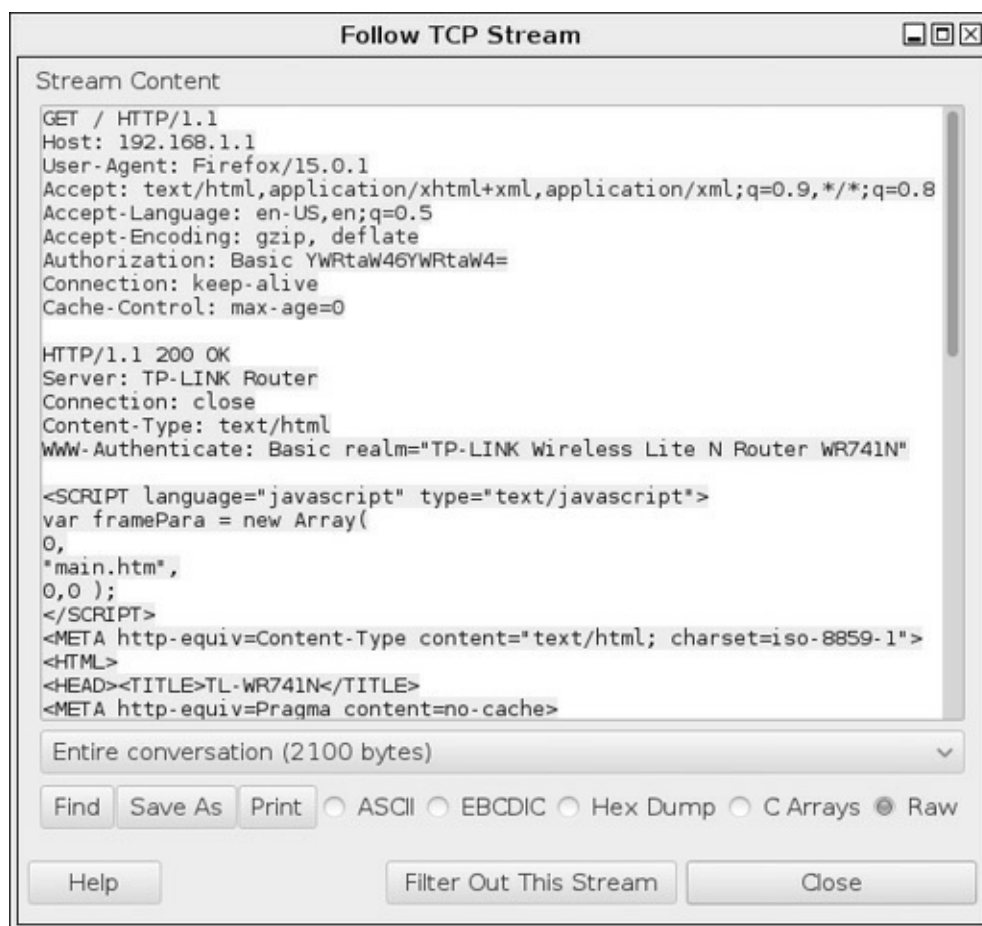 Follow TCP Stream
Stream Content
GET / HTTP/1.1
Host: 192.168.1.1
User-Agent: Firefox/15.0.1
Accept: text/html,application/xhtml+xml,application/xml;q=0.9,*/*;q=0.8
Accept-Language: en-US,en;q=0.5
Accept-Encoding: gzip, deflate
Authorization: Basic YWRtaW46YWRtaW4=
Connection: keep-alive
Cache-Control: max-age=0
HTTP/1.1 200 OK
Server: TP-LINK Router
Connection: close
Content-Type: text/html
WWW-Authenticate: Basic realm="TP-LINK Wireless Lite N Router WR741N"
<SCRIPT language="javascript" type="text/javascript">
var framePara = new Array(
0,
"main.htm",
0,0 );
</SCRIPT>
<META http-equiv=Content-Type content="text/html; charset=iso-8859-1">
<HTML>
<HEAD><TITLE>TL-WR741N</TITLE>
<META http-equiv=Pragma content=no-cache>
Entire conversation (2100 bytes)
Find Save As Print ASCII EBCDIC Hex Dump C Arrays Raw
Help Filter Out This Stream Close